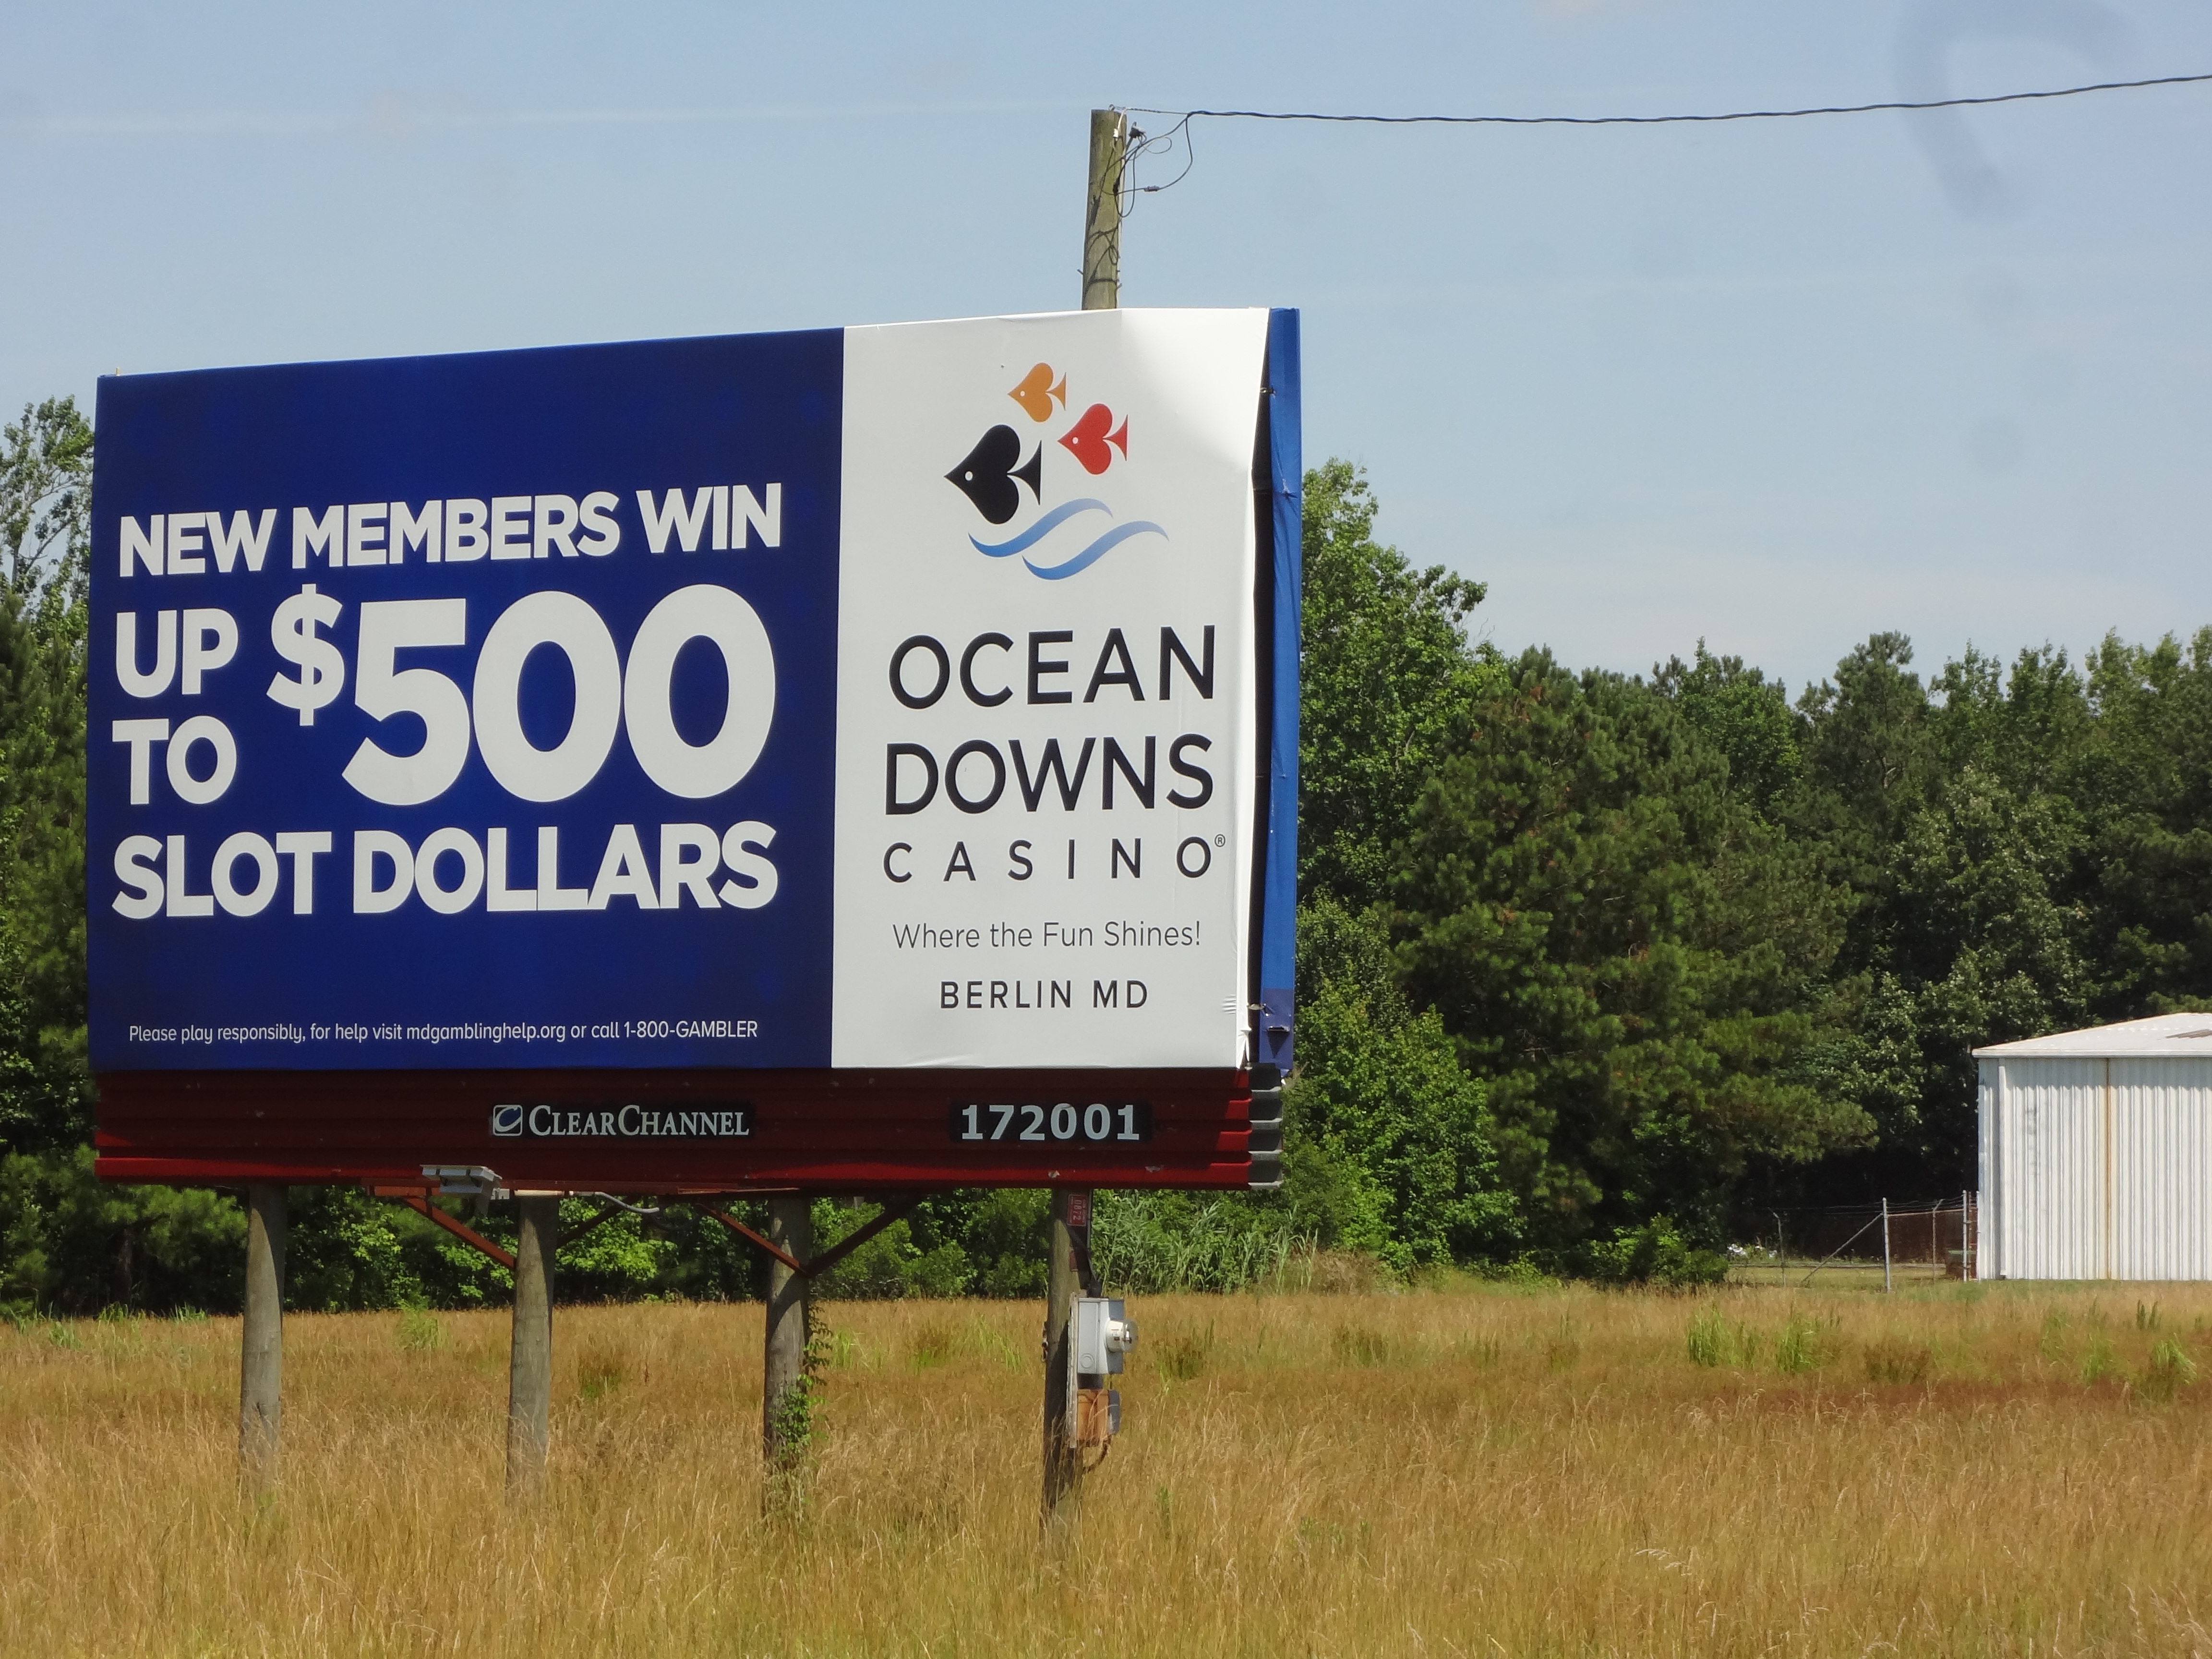 NEW MEMBERS WIN
UP TO $500
SLOT DOLLARS
Please play responsibly, for help visit mdgamblinghelp.org or call 1-800-GAMBLER
OCEAN
DOWNS
CASINO®
Where the Fun Shines!
BERLIN MD
CLEARCHANNEL
172001